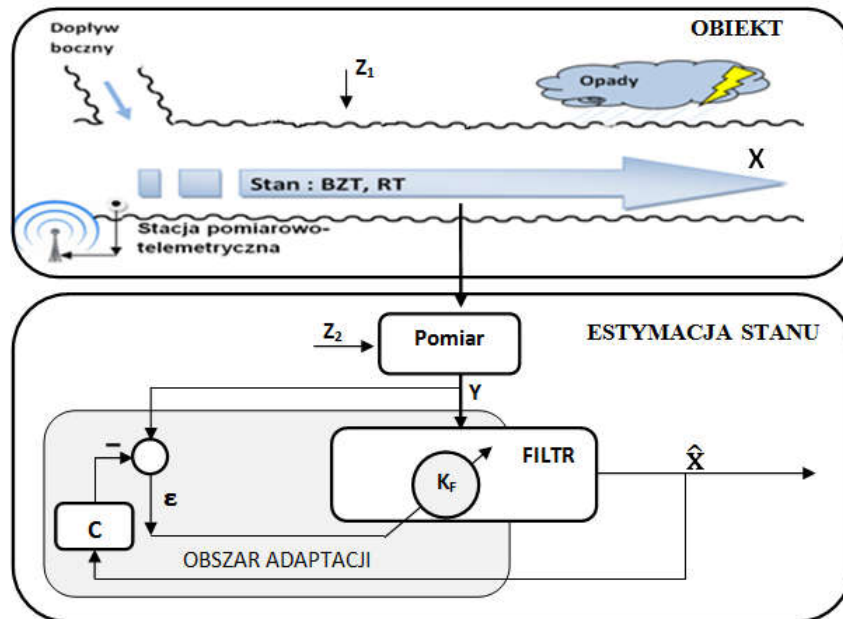 Dopływ
boczny
OBIEKT
Z1
Opady
X
Stan : BZT, RT
Stacja pomiarowo-
telemetryczna
ESTYMACJA STANU
Z2
Pomiar
Y
FILTR
X̂
KF
ε
C
OBSZAR ADAPTACJI